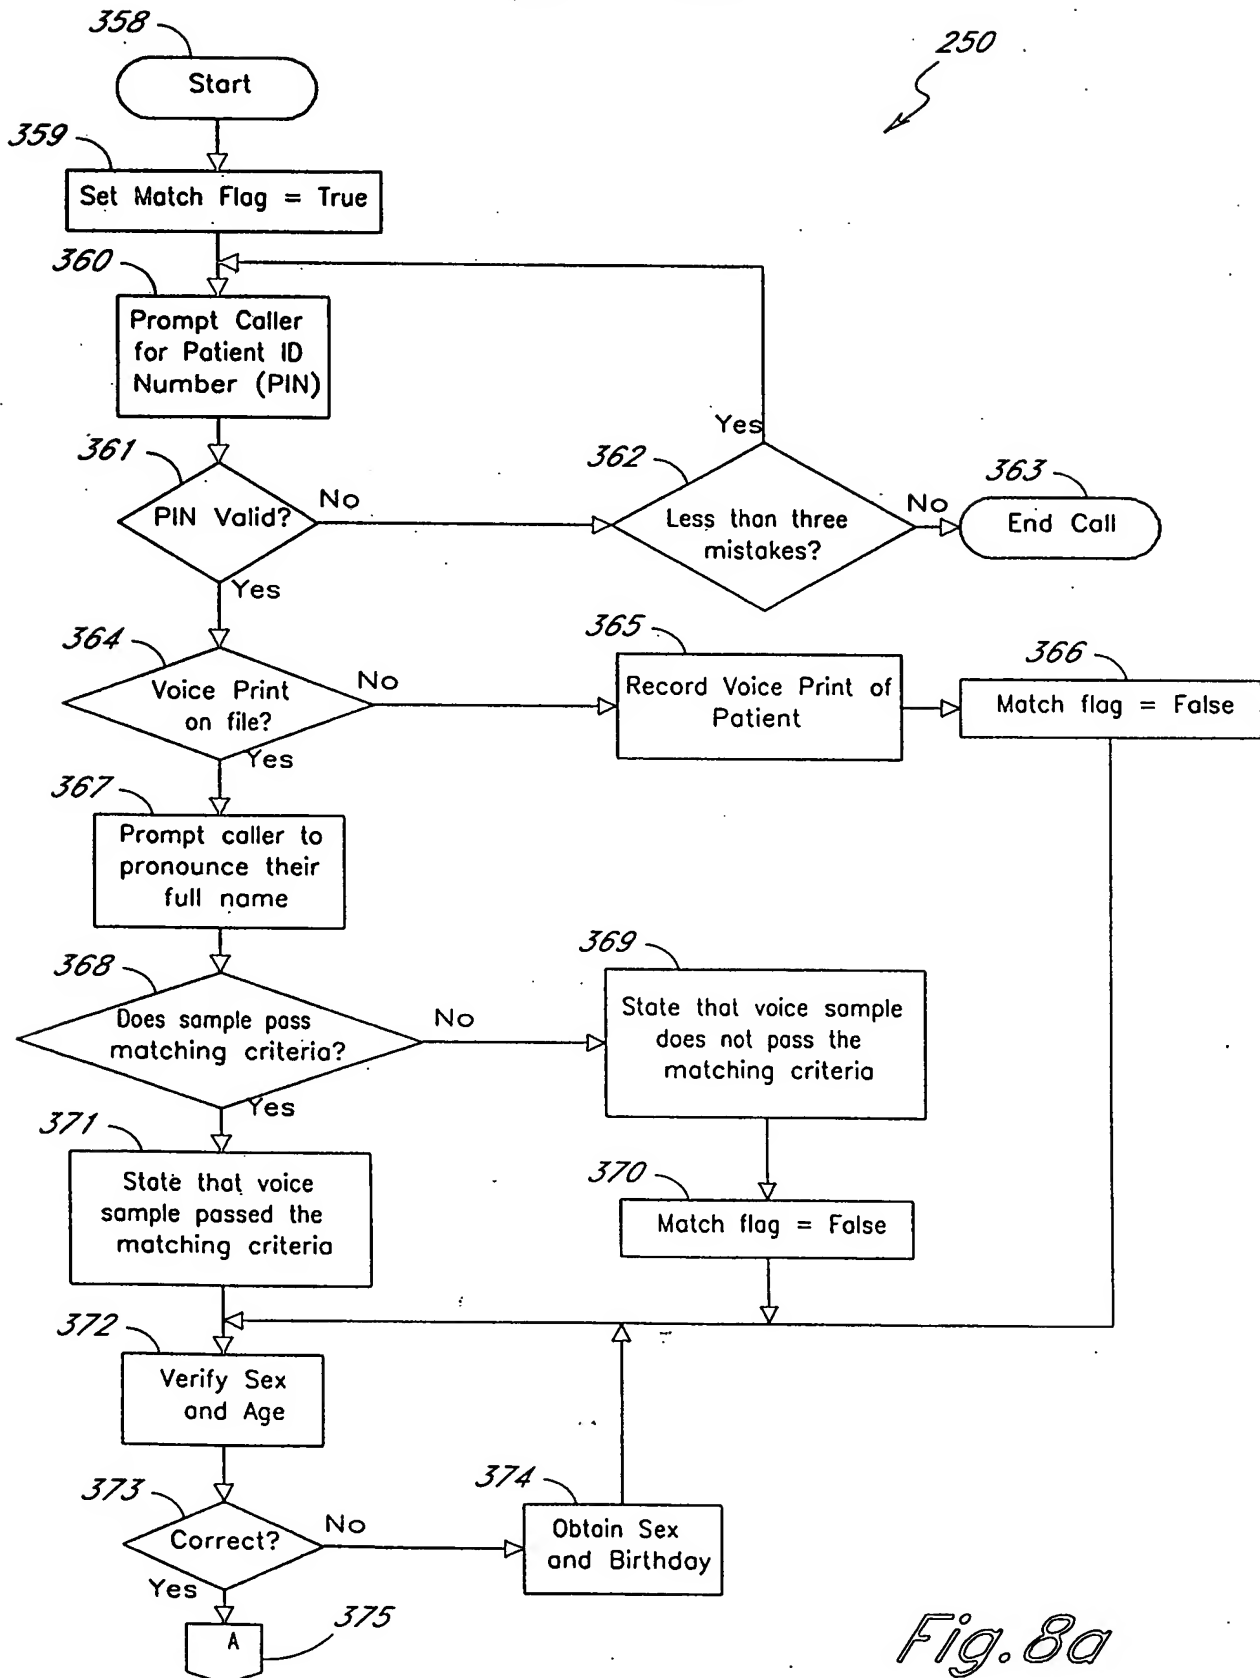 358
250
Start
359
Set Match Flag = True
360
Prompt Caller
for Patient ID
Number (PIN)
Yes
361
362
363
PIN Valid?
No
Less than three
mistakes?
No
End Call
Yes
364
365
366
Voice Print
on file?
No
Record Voice Print of
Patient
Match flag = False
Yes
367
Prompt caller to
pronounce their
full name
368
369
Does sample pass
matching criteria?
No
State that voice sample
does not pass the
matching criteria
Yes
371
370
State that voice
sample passed the
matching criteria
Match flag = False
372
Verify Sex
and Age
373
374
Correct?
No
Obtain Sex
and Birthday
Yes
A
375
Fig. 8a